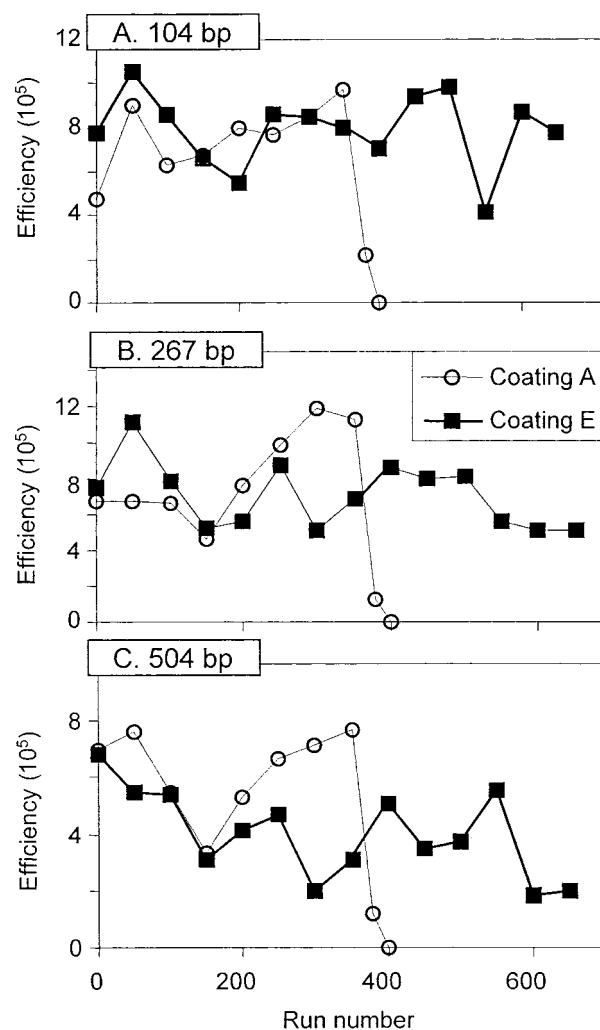 A. 104 bp
12
8
4
0
Efficiency (10⁵)
B. 267 bp
Coating A
Coating E
12
8
4
0
Efficiency (10⁵)
C. 504 bp
8
4
0
Efficiency (10⁵)
0 200 400 600
Run number